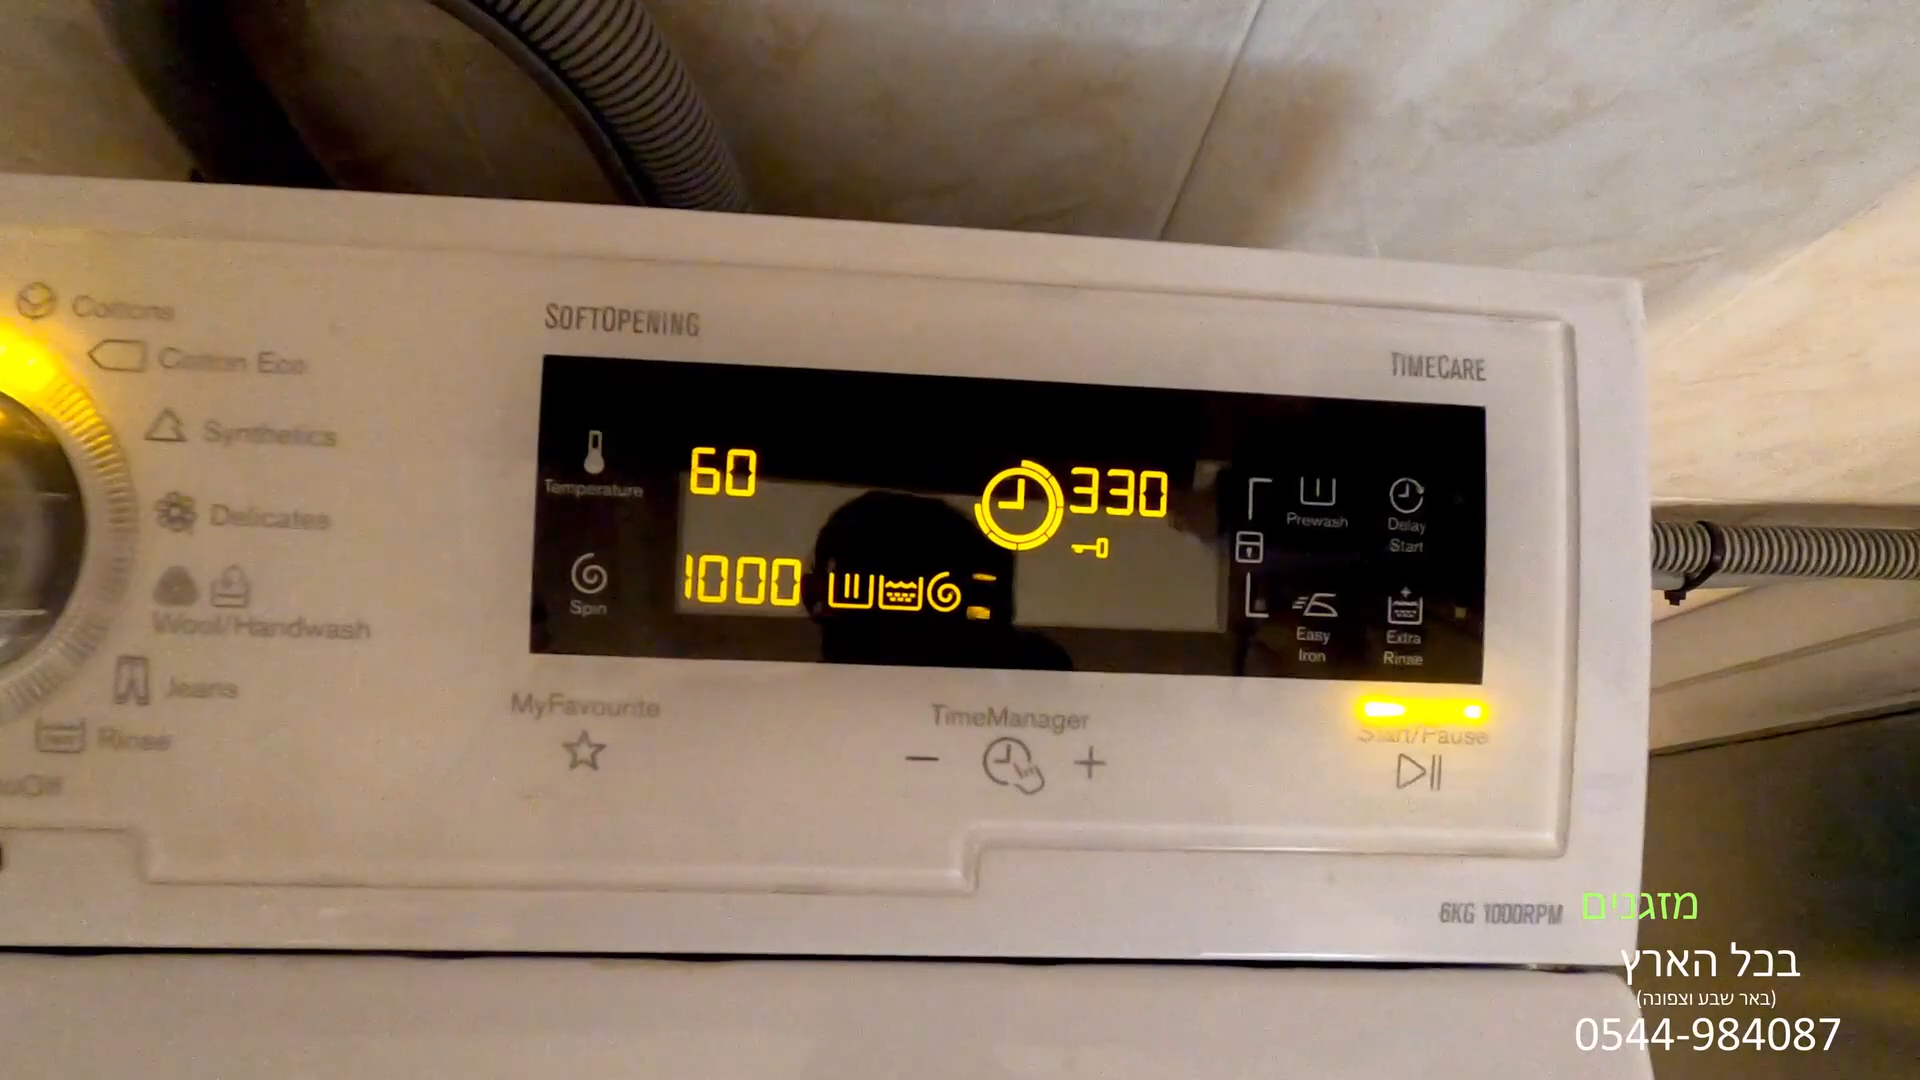 Cottons
Cotton Eco
Synthetics
Delicates
Wool/Handwash
Jeans
Rinse
SOFTOPENING
TIMECARE
Temperature
60
330
Prewash
Delay
Start
Spin
1000
Easy
Iron
Extra
Rinse
MyFavourite
TimeManager
Start/Pause
6KG 1000RPM
מזגנים
בכל הארץ
(באר שבע וצפונה)
0544-984087